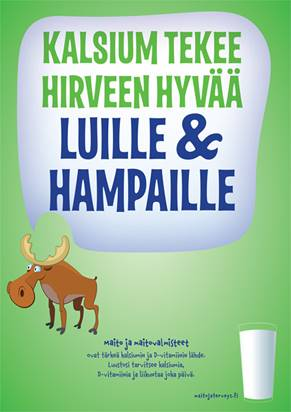 KALSIUM TEKEE
HIRVEEN HYVÄÄ
LUILLE &
HAMPAILLE
Maito ja maitovalmisteet
ovat tärkeä kalsiumin ja D-vitamiinin lähde.
Luustosi tarvitsee kalsiumia,
D-vitamiinia ja liikuntaa joka päivä.
maitojaterveys.fi